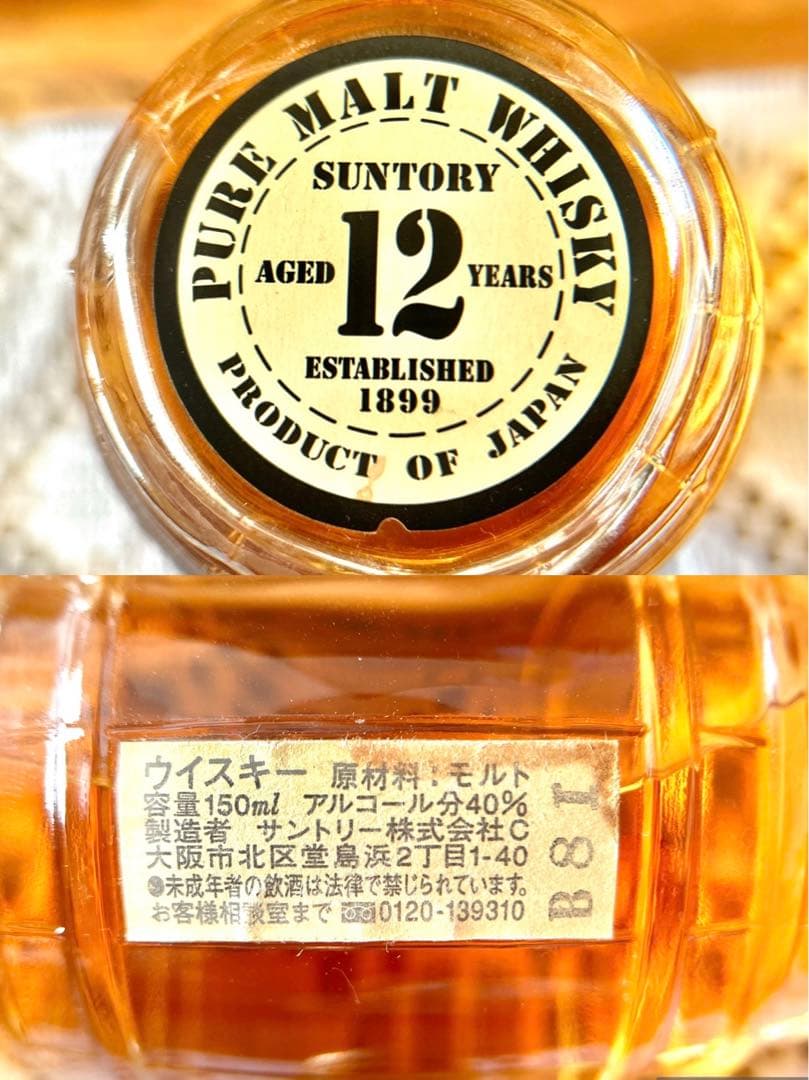 PURE MALT WHISKY
SUNTORY
AGED 12 YEARS
ESTABLISHED
1899
PRODUCT OF JAPAN
ウイスキー 原材料:モルト
容量150ml アルコール分40%
製造者 サントリー株式会社C
大阪市北区堂島浜2丁目1-40
未成年者の飲酒は法律で禁じられています。
お客様相談室まで 0120-139310
B8L